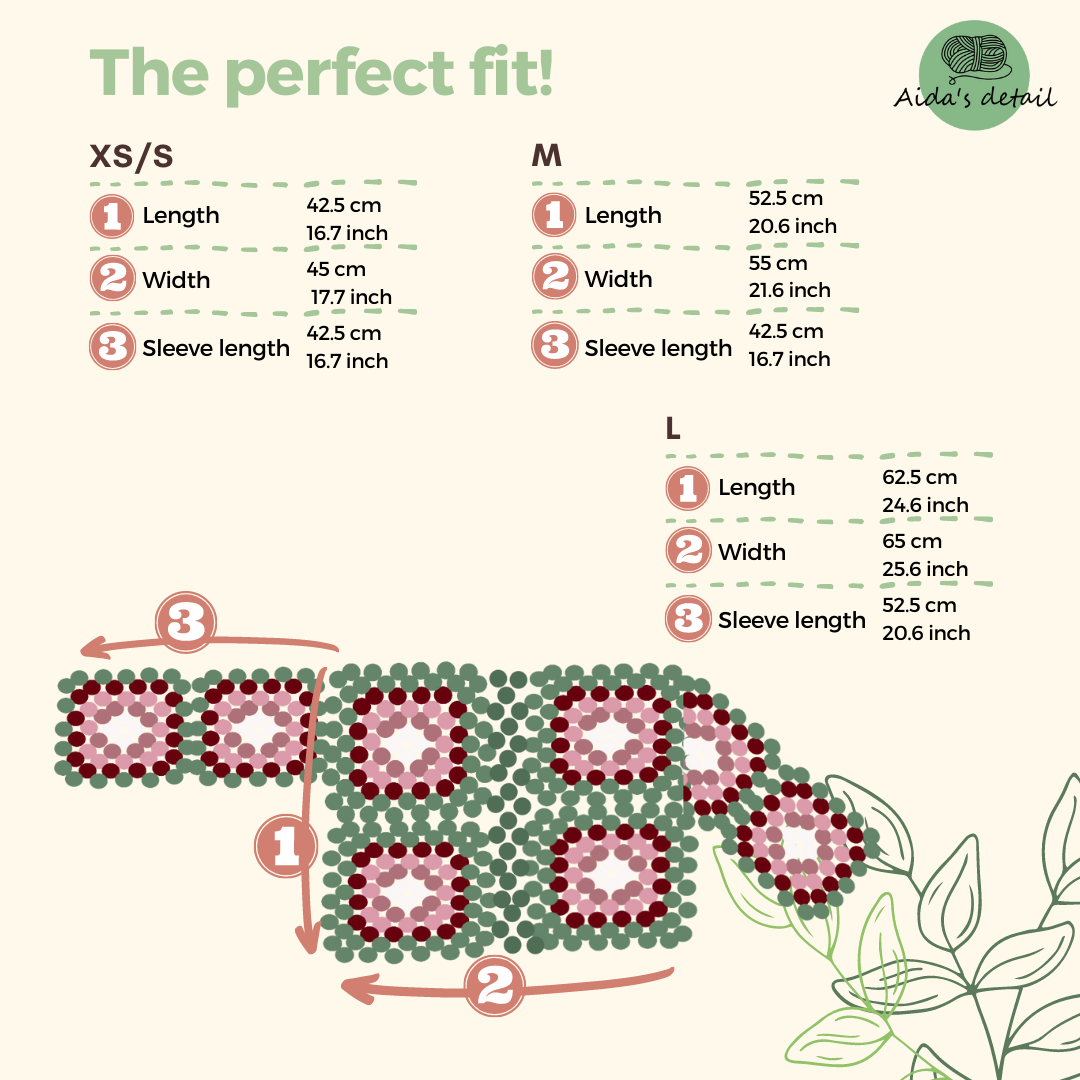 The perfect fit!
Aida's detail
XS/S
1 Length 42.5 cm
16.7 inch
2 Width 45 cm
17.7 inch
3 Sleeve length 42.5 cm
16.7 inch
M
1 Length 52.5 cm
20.6 inch
2 Width 55 cm
21.6 inch
3 Sleeve length 42.5 cm
16.7 inch
L
1 Length 62.5 cm
24.6 inch
2 Width 65 cm
25.6 inch
3 Sleeve length 52.5 cm
20.6 inch
3
1
2